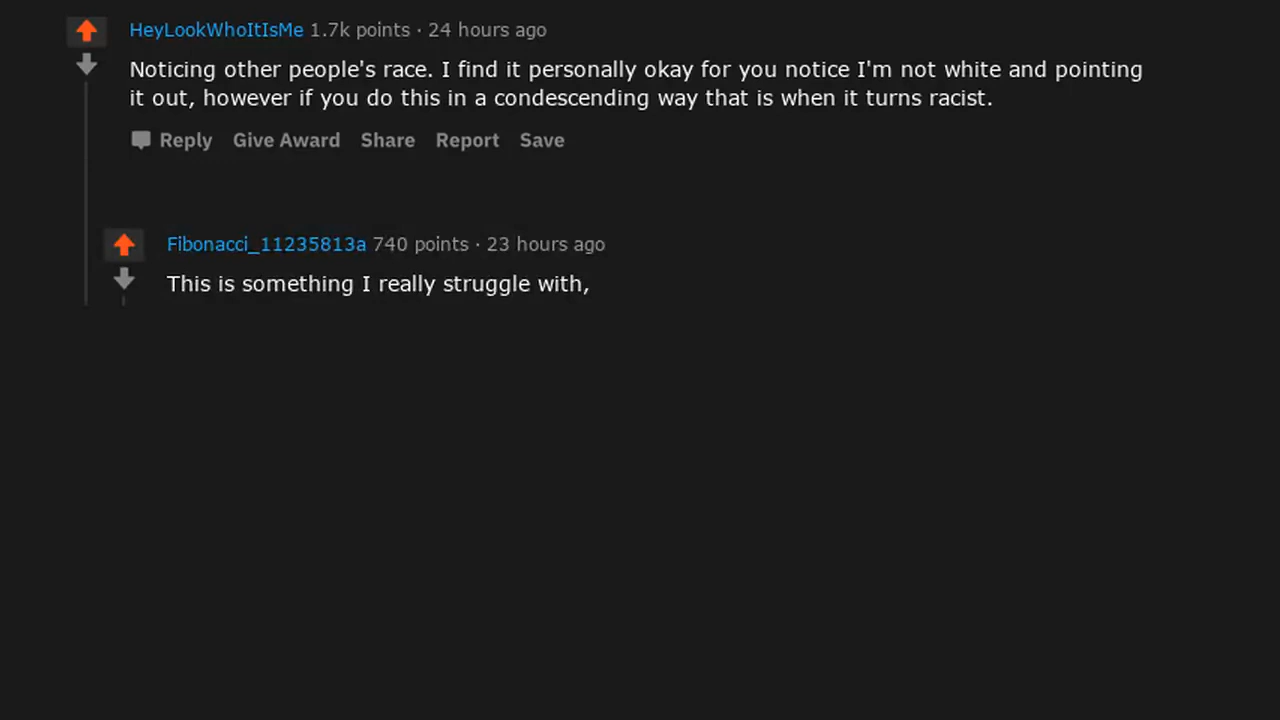 HeyLookWhoItIsMe 1.7k points · 24 hours ago
Noticing other people's race. I find it personally okay for you notice I'm not white and pointing
it out, however if you do this in a condescending way that is when it turns racist.
Reply Give Award Share Report Save
Fibonacci_11235813a 740 points · 23 hours ago
This is something I really struggle with,